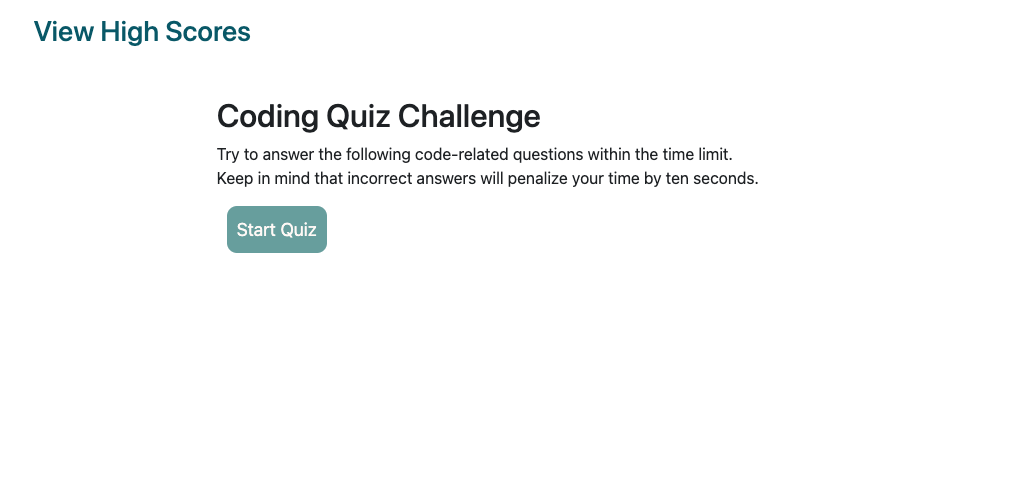 View High Scores
Coding Quiz Challenge
Try to answer the following code-related questions within the time limit.
Keep in mind that incorrect answers will penalize your time by ten seconds.
Start Quiz